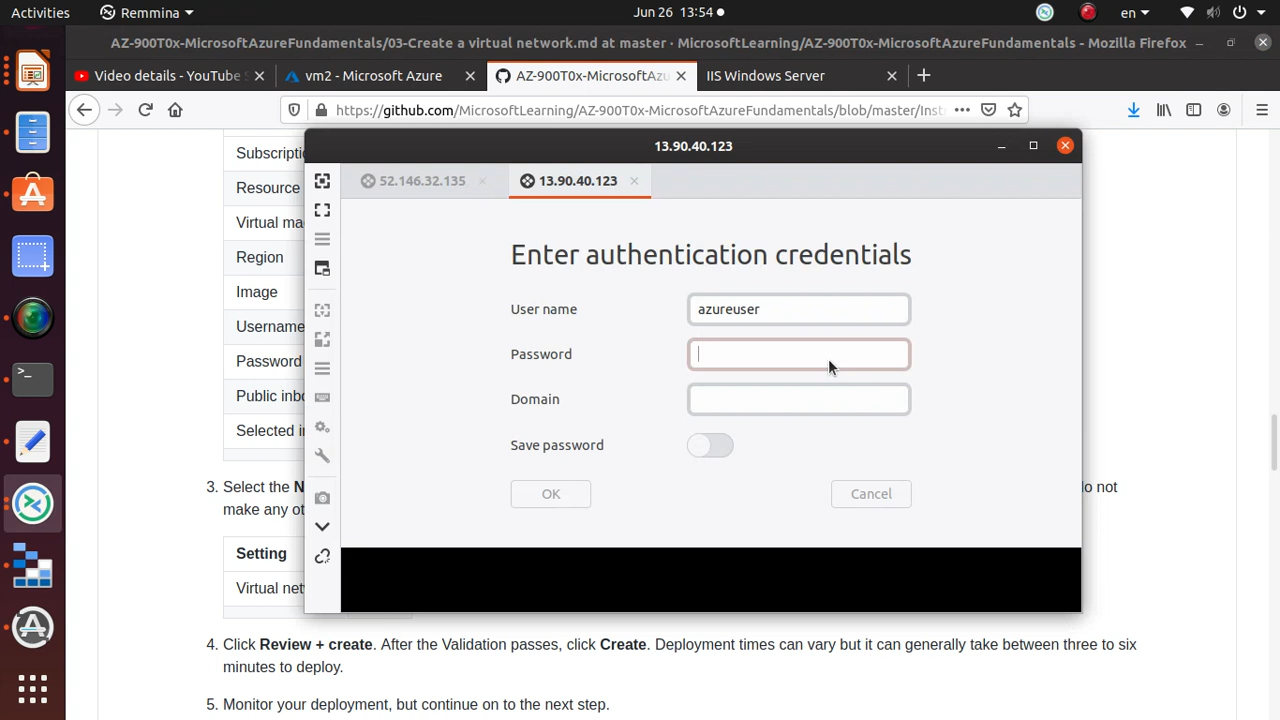 Activities
Remmina
Jun 26 13:54
en
AZ-900T0x-MicrosoftAzureFundamentals/03-Create a virtual network.md at master · MicrosoftLearning/AZ-900T0x-MicrosoftAzureFundamentals - Mozilla Firefox
Video details - YouTube S
vm2 - Microsoft Azure
AZ-900T0x-MicrosoftAzu
IIS Windows Server
https://github.com/MicrosoftLearning/AZ-900T0x-MicrosoftAzureFundamentals/blob/master/Inst
13.90.40.123
52.146.32.135
13.90.40.123
Subscriptio
Resource
Virtual ma
Region
Image
Username
Password
Public inbo
Selected in
Enter authentication credentials
User name
azureuser
Password
Domain
Save password
OK
Cancel
3. Select the N
do not
make any ot
Setting
Virtual net
4. Click Review + create. After the Validation passes, click Create. Deployment times can vary but it can generally take between three to six
minutes to deploy.
5. Monitor your deployment, but continue on to the next step.